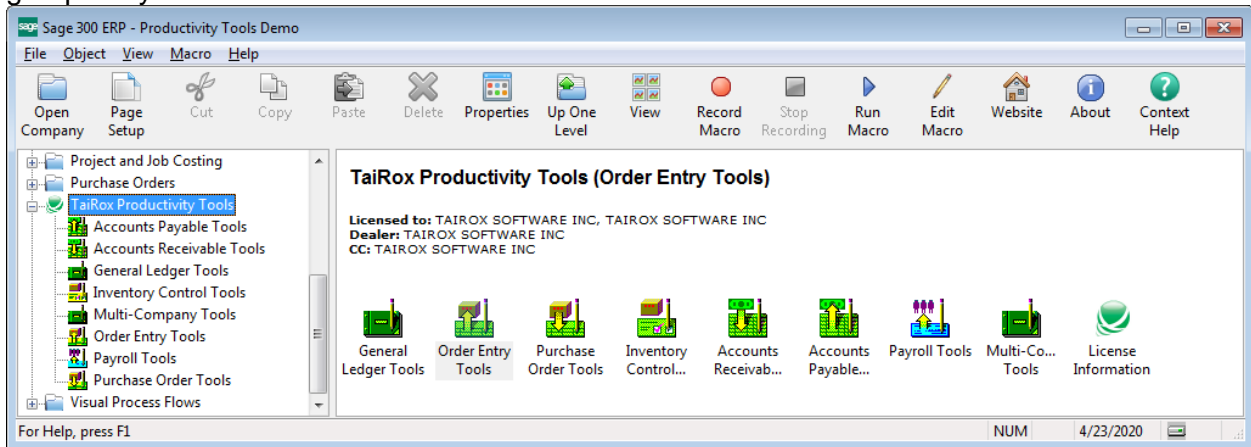 Sage 300 ERP - Productivity Tools Demo
File Object View Macro Help
Open Company
Page Setup
Cut
Copy
Paste
Delete
Properties
Up One Level
View
Record Macro
Stop Recording
Run Macro
Edit Macro
Website
About
Context Help
Project and Job Costing
Purchase Orders
TaiRox Productivity Tools
Accounts Payable Tools
Accounts Receivable Tools
General Ledger Tools
Inventory Control Tools
Multi-Company Tools
Order Entry Tools
Payroll Tools
Purchase Order Tools
Visual Process Flows
TaiRox Productivity Tools (Order Entry Tools)
Licensed to: TAIROX SOFTWARE INC, TAIROX SOFTWARE INC
Dealer: TAIROX SOFTWARE INC
CC: TAIROX SOFTWARE INC
General Ledger Tools
Order Entry Tools
Purchase Order Tools
Inventory Control...
Accounts Receivab...
Accounts Payable...
Payroll Tools
Multi-Co... Tools
License Information
For Help, press F1
NUM
4/23/2020